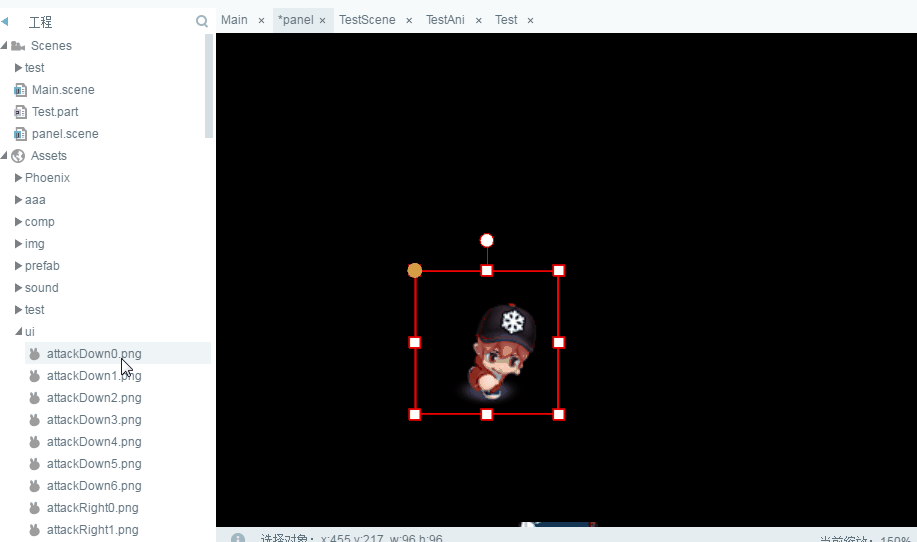 工程
Main × *panel × TestScene × TestAni × Test ×
Scenes
test
Main.scene
Test.part
panel.scene
Assets
Phoenix
aaa
comp
img
prefab
sound
test
ui
attackDown0.png
attackDown1.png
attackDown2.png
attackDown3.png
attackDown4.png
attackDown5.png
attackDown6.png
attackRight0.png
attackRight1.png
选择对象：x:455 y:217, w:96 h:96
当前缩放：150%